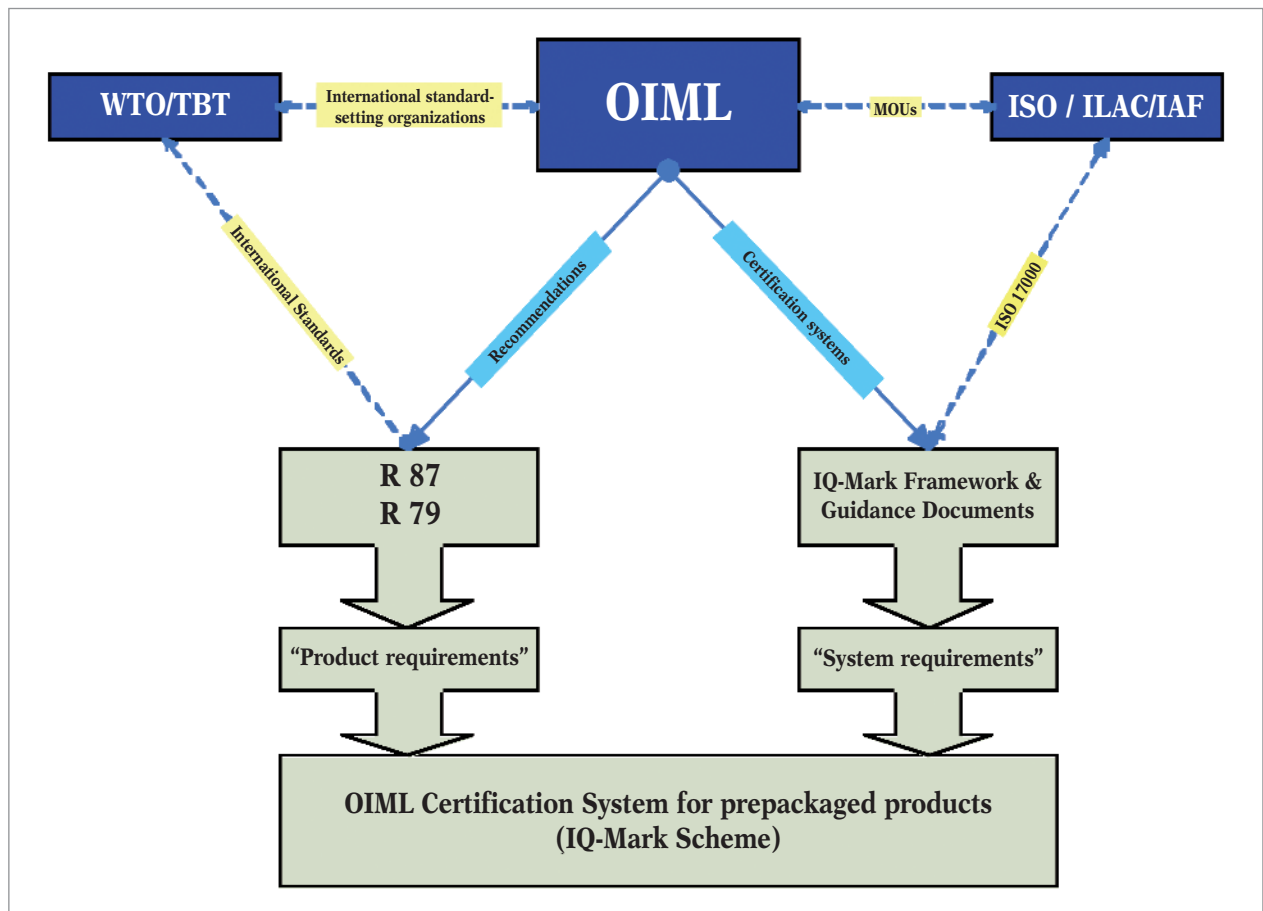 WTO/TBT
International standard-
setting organizations
OIML
MOUs
ISO / ILAC/IAF
International Standards
Recommendations
Certification systems
ISO 17000
R 87
R 79
IQ-Mark Framework &
Guidance Documents
“Product requirements”
“System requirements”
OIML Certification System for prepackaged products
(IQ-Mark Scheme)